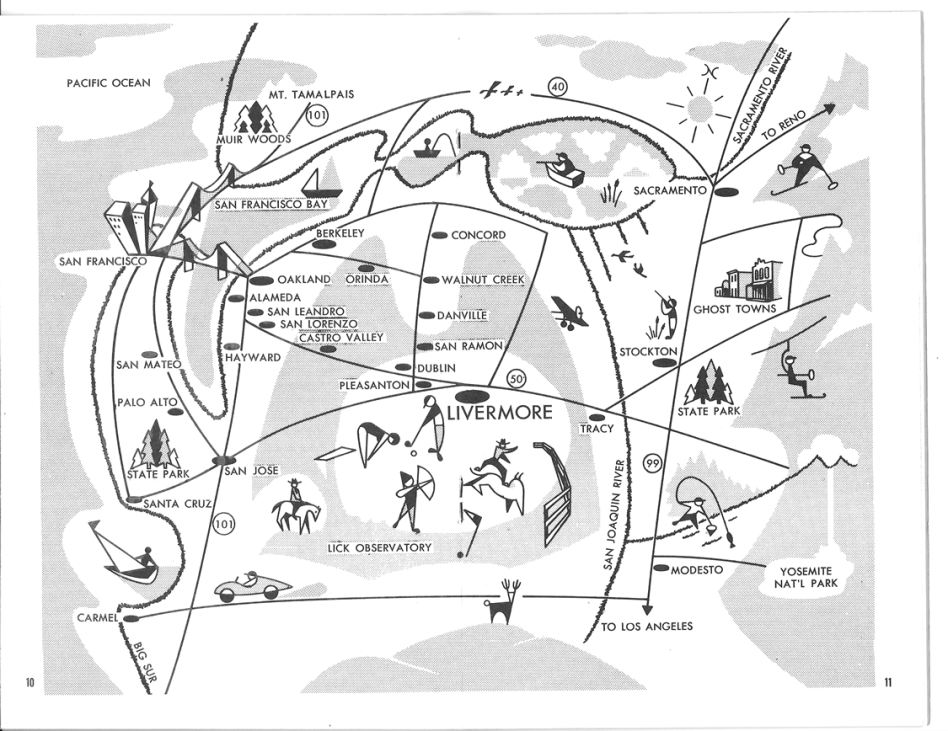 PACIFIC OCEAN
MT. TAMALPAIS
101
40
SACRAMENTO RIVER
TO RENO
MUIR WOODS
SACRAMENTO
SAN FRANCISCO BAY
SAN FRANCISCO
BERKELEY
CONCORD
OAKLAND
ORINDA
WALNUT CREEK
ALAMEDA
SAN LEANDRO
SAN LORENZO
DANVILLE
GHOST TOWNS
CASTRO VALLEY
SAN RAMON
HAYWARD
STOCKTON
SAN MATEO
DUBLIN
PLEASANTON
50
PALO ALTO
LIVERMORE
STATE PARK
TRACY
STATE PARK
SAN JOSE
99
SANTA CRUZ
SAN JOAQUIN RIVER
101
LICK OBSERVATORY
MODESTO
YOSEMITE
NAT'L PARK
CARMEL
TO LOS ANGELES
BIG SUR
10
11